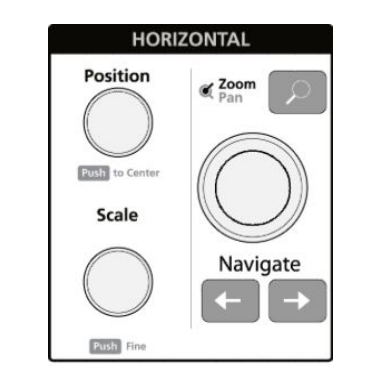 HORIZONTAL
Position
Push to Center
Scale
Push Fine
Zoom
Pan
Navigate